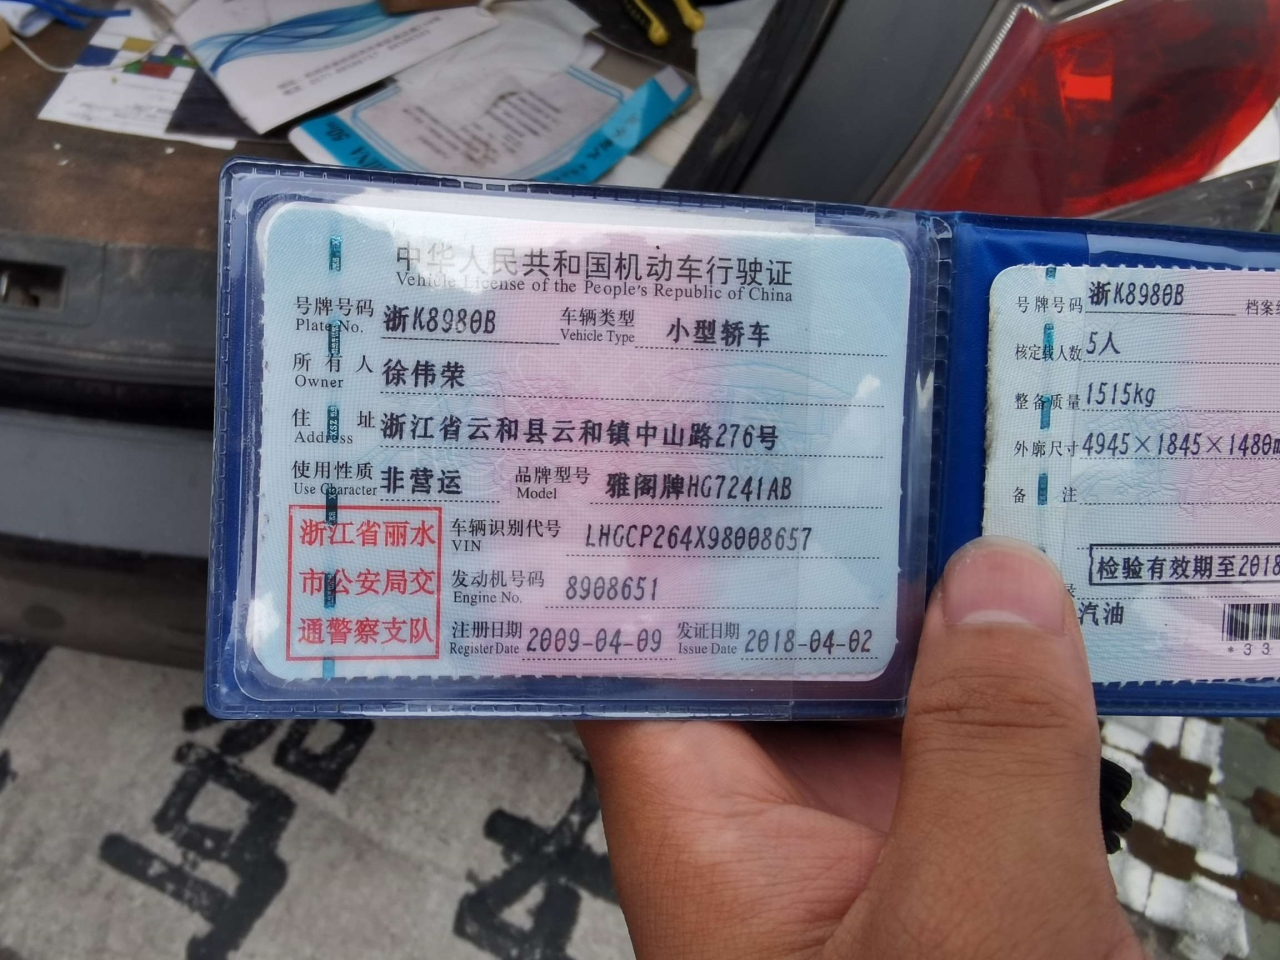 中华人民共和国机动车行驶证
Vehicle License of the People's Republic of China
号牌号码 浙K8980B 车辆类型 小型轿车
Plate No. Vehicle Type
所有人 徐伟荣
Owner
住址 浙江省云和县云和镇中山路276号
Address
使用性质 非营运 品牌型号 雅阁牌HG7241AB
Use Character Model
浙江省丽水
市公安局交
通警察支队
车辆识别代号 LHGCP264X98008657
VIN
发动机号码 8908651
Engine No.
注册日期 2009-04-09 发证日期 2018-04-02
Register Date Issue Date
号牌号码 浙K8980B 档案
核定载人数 5人
整备质量 1515kg
外廓尺寸 4945×1845×1480
备注
检验有效期至2018
录
汽油
*33